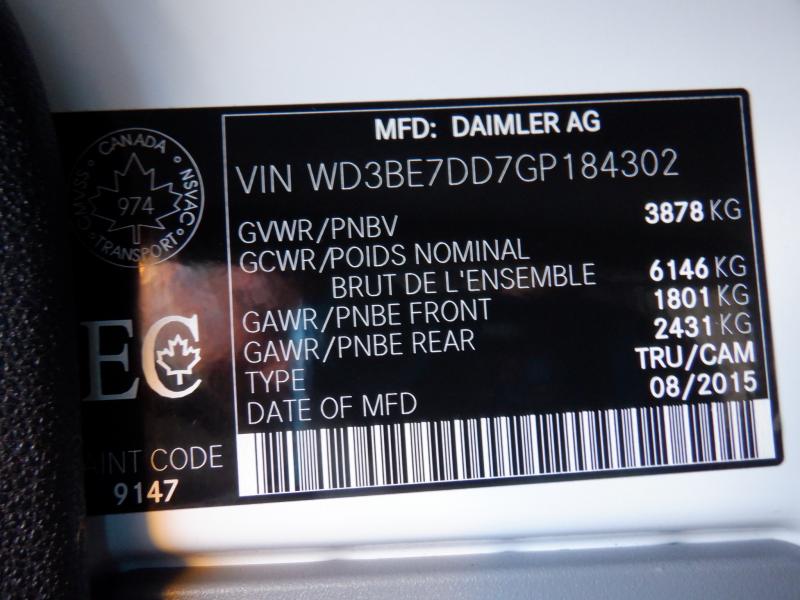 CANADA
NSVAC
TRANSPORT
CMVSS
974
MFD: DAIMLER AG
VIN WD3BE7DD7GP184302
GVWR/PNBV 3878 KG
GCWR/POIDS NOMINAL
BRUT DE L'ENSEMBLE 6146 KG
GAWR/PNBE FRONT 1801 KG
GAWR/PNBE REAR 2431 KG
TYPE TRU/CAM
DATE OF MFD 08/2015
EC
CODE
9147